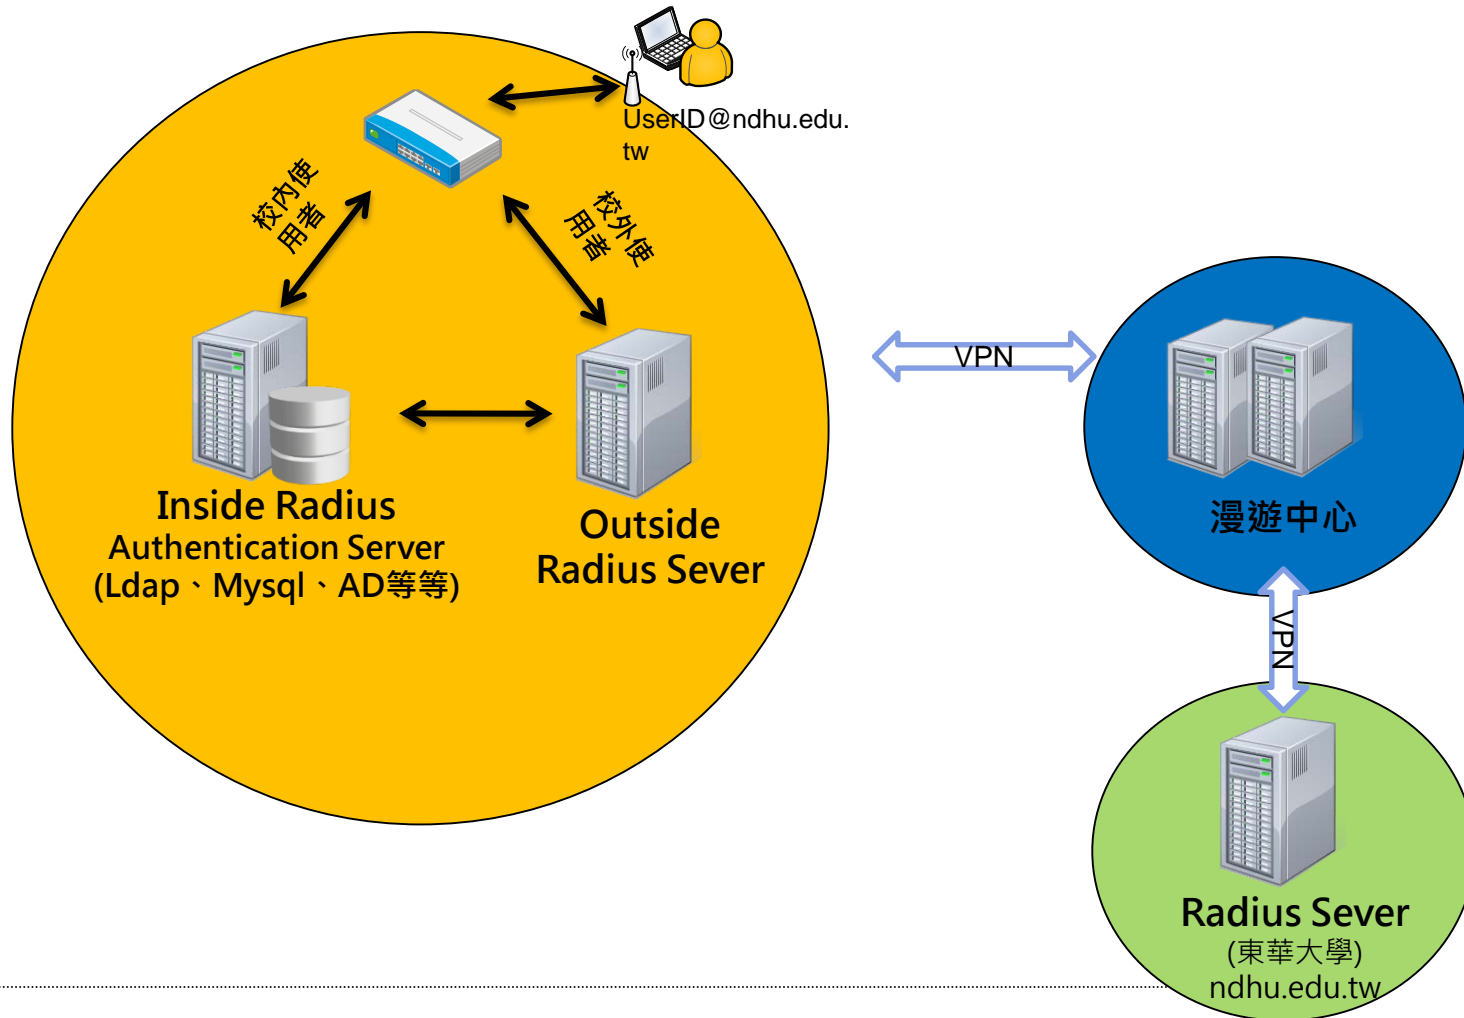 UserID@ndhu.edu.
tw
校內使
用者
校外使
用者
VPN
Inside Radius
Authentication Server
(Ldap、Mysql、AD等等)
Outside
Radius Sever
漫遊中心
VPN
Radius Sever
(東華大學)
ndhu.edu.tw